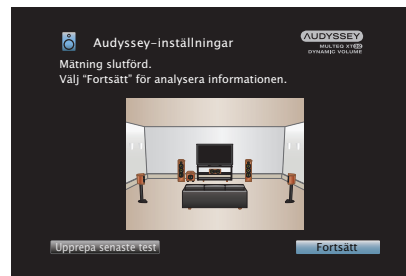 Audyssey-inställningar
AUDYSSEY
MULTEQ XT32
DYNAMIC VOLUME
Mätning slutförd.
Välj "Fortsätt" för analysera informationen.
Upprepa senaste test
Fortsätt